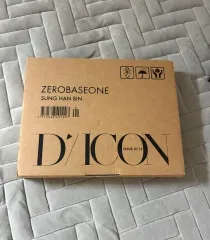 ZEROBASEONE
SUNG HAN BIN
D'/ICON